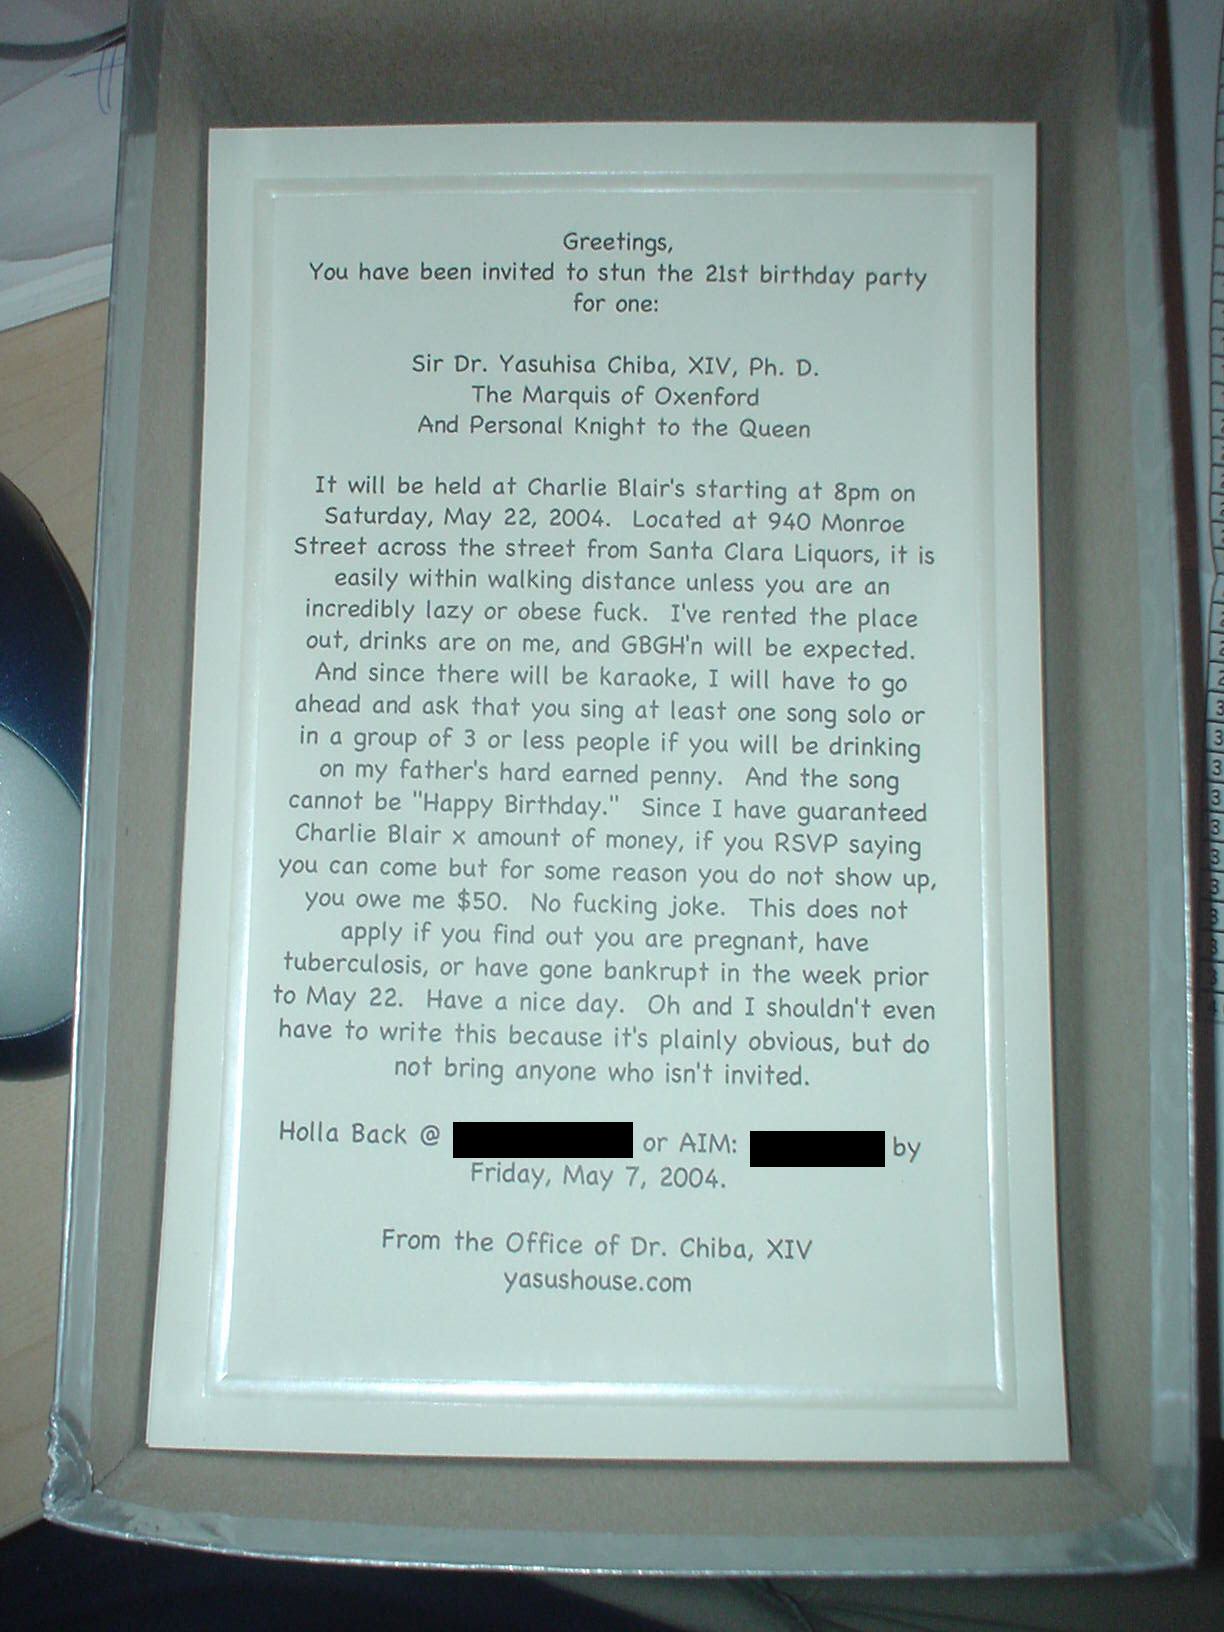 Greetings,
You have been invited to stun the 21st birthday party
for one:
Sir Dr. Yasuhisa Chiba, XIV, Ph. D.
The Marquis of Oxenford
And Personal Knight to the Queen
It will be held at Charlie Blair's starting at 8pm on
Saturday, May 22, 2004. Located at 940 Monroe
Street across the street from Santa Clara Liquors, it is
easily within walking distance unless you are an
incredibly lazy or obese fuck. I've rented the place
out, drinks are on me, and GBGH'n will be expected.
And since there will be karaoke, I will have to go
ahead and ask that you sing at least one song solo or
in a group of 3 or less people if you will be drinking
on my father's hard earned penny. And the song
cannot be "Happy Birthday." Since I have guaranteed
Charlie Blair x amount of money, if you RSVP saying
you can come but for some reason you do not show up,
you owe me $50. No fucking joke. This does not
apply if you find out you are pregnant, have
tuberculosis, or have gone bankrupt in the week prior
to May 22. Have a nice day. Oh and I shouldn't even
have to write this because it's plainly obvious, but do
not bring anyone who isn't invited.
Holla Back @ or AIM: by
Friday, May 7, 2004.
From the Office of Dr. Chiba, XIV
yasushouse.com